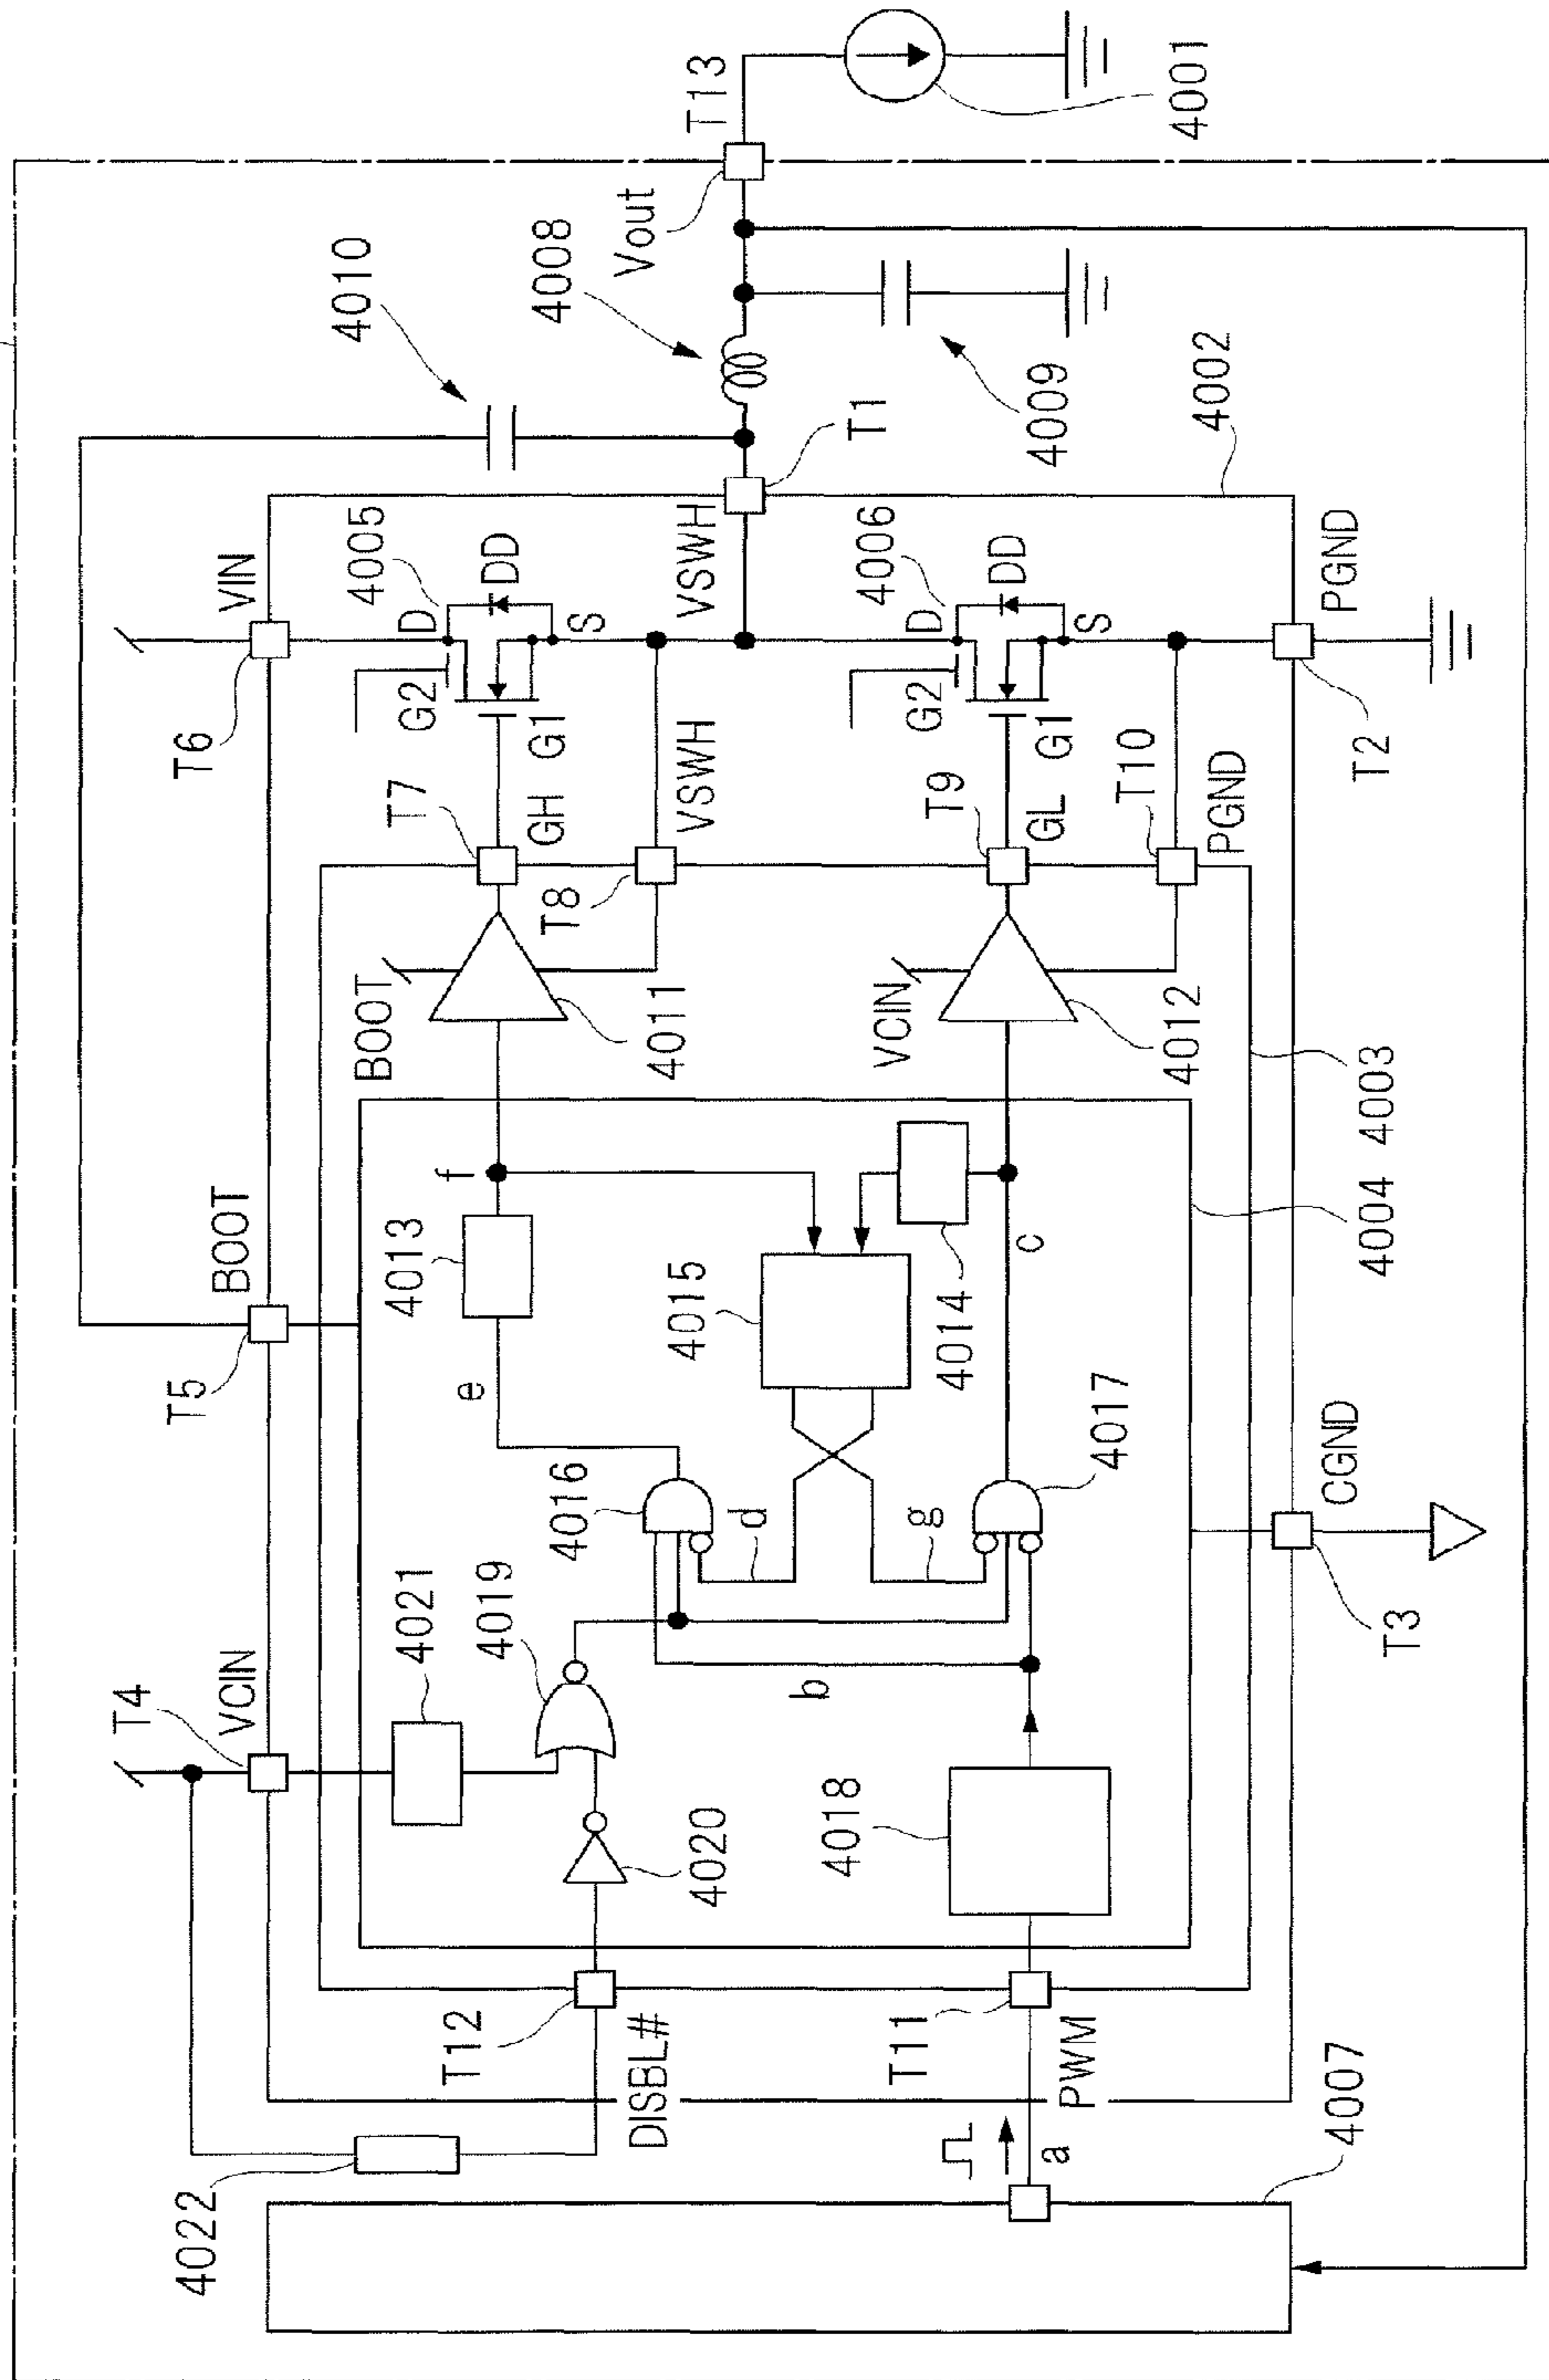 4010
Vout
T13
4008
4001
4009
T1
4002
VIN
T6
D
4005
DD
G2
G1
S
VSWH
D
4006
DD
G2
G1
S
PGND
T2
T7
GH
VSWH
T8
T9
GL
T10
PGND
BOOT
4011
VCIN
4012
4003
4004
BOOT
T5
f
4013
e
4015
4014
c
4016
d
g
4017
CGND
T3
VCIN
T4
4021
4019
b
4020
4018
T12
DISBL#
T11
PWM
a
4022
4007